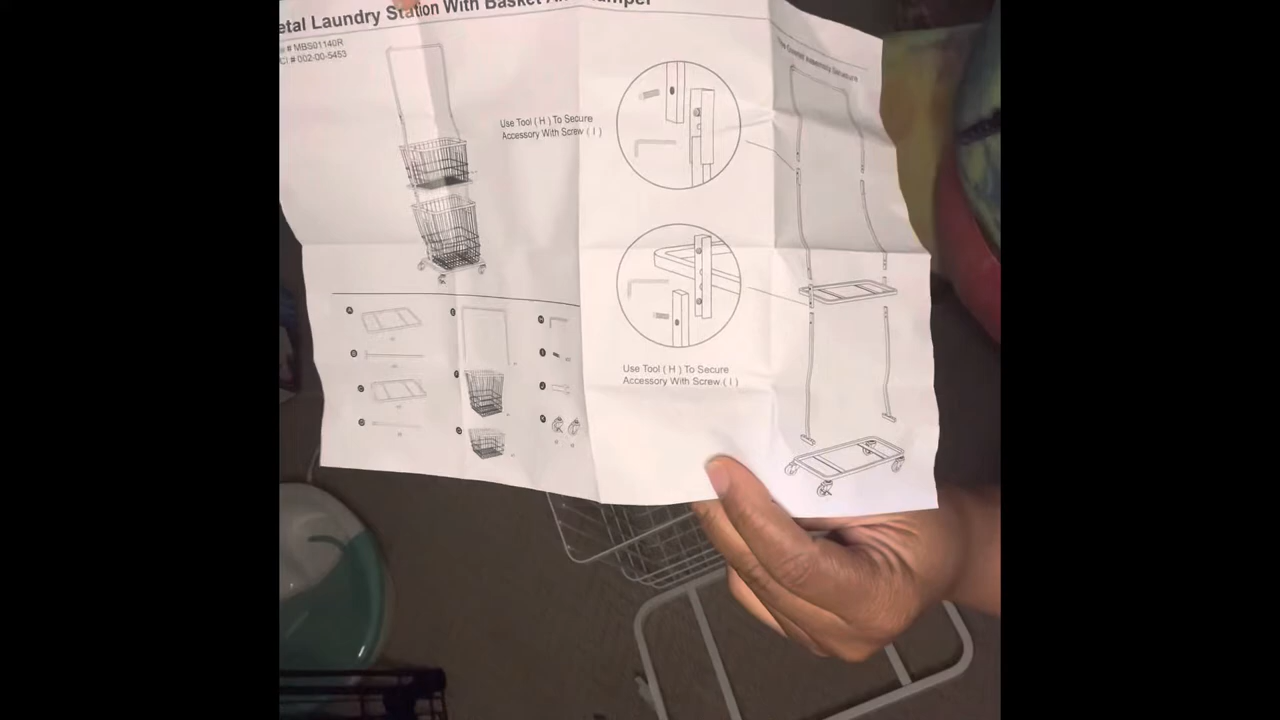 etal Laundry Station With Basket
# MBS01140R
CI # 002-00-5453
Use Tool ( H ) To Secure
Accessory With Screw ( I )
Use Tool ( H ) To Secure
Accessory With Screw ( I )
A
B
C
D
E
H
J
K